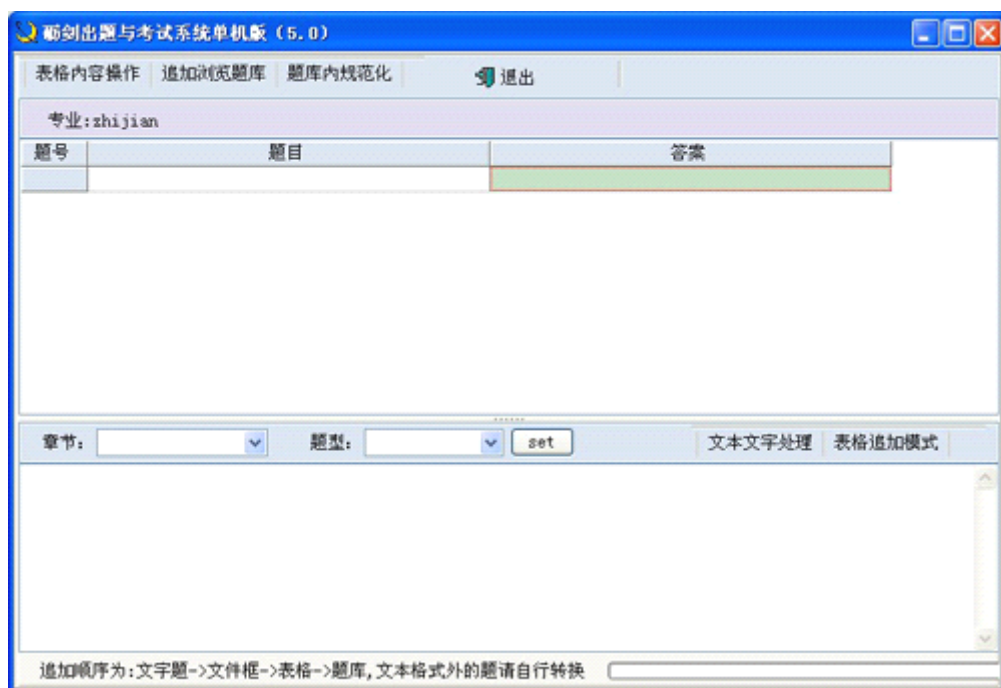 砺剑出题与考试系统单机版（5.0）
表格内容操作 追加浏览题库 题库内规范化 退出
专业:zhijian
题号 题目 答案
章节: 题型: set 文本文字处理 表格追加模式
追加顺序为:文字题->文件框->表格->题库,文本格式外的题请自行转换